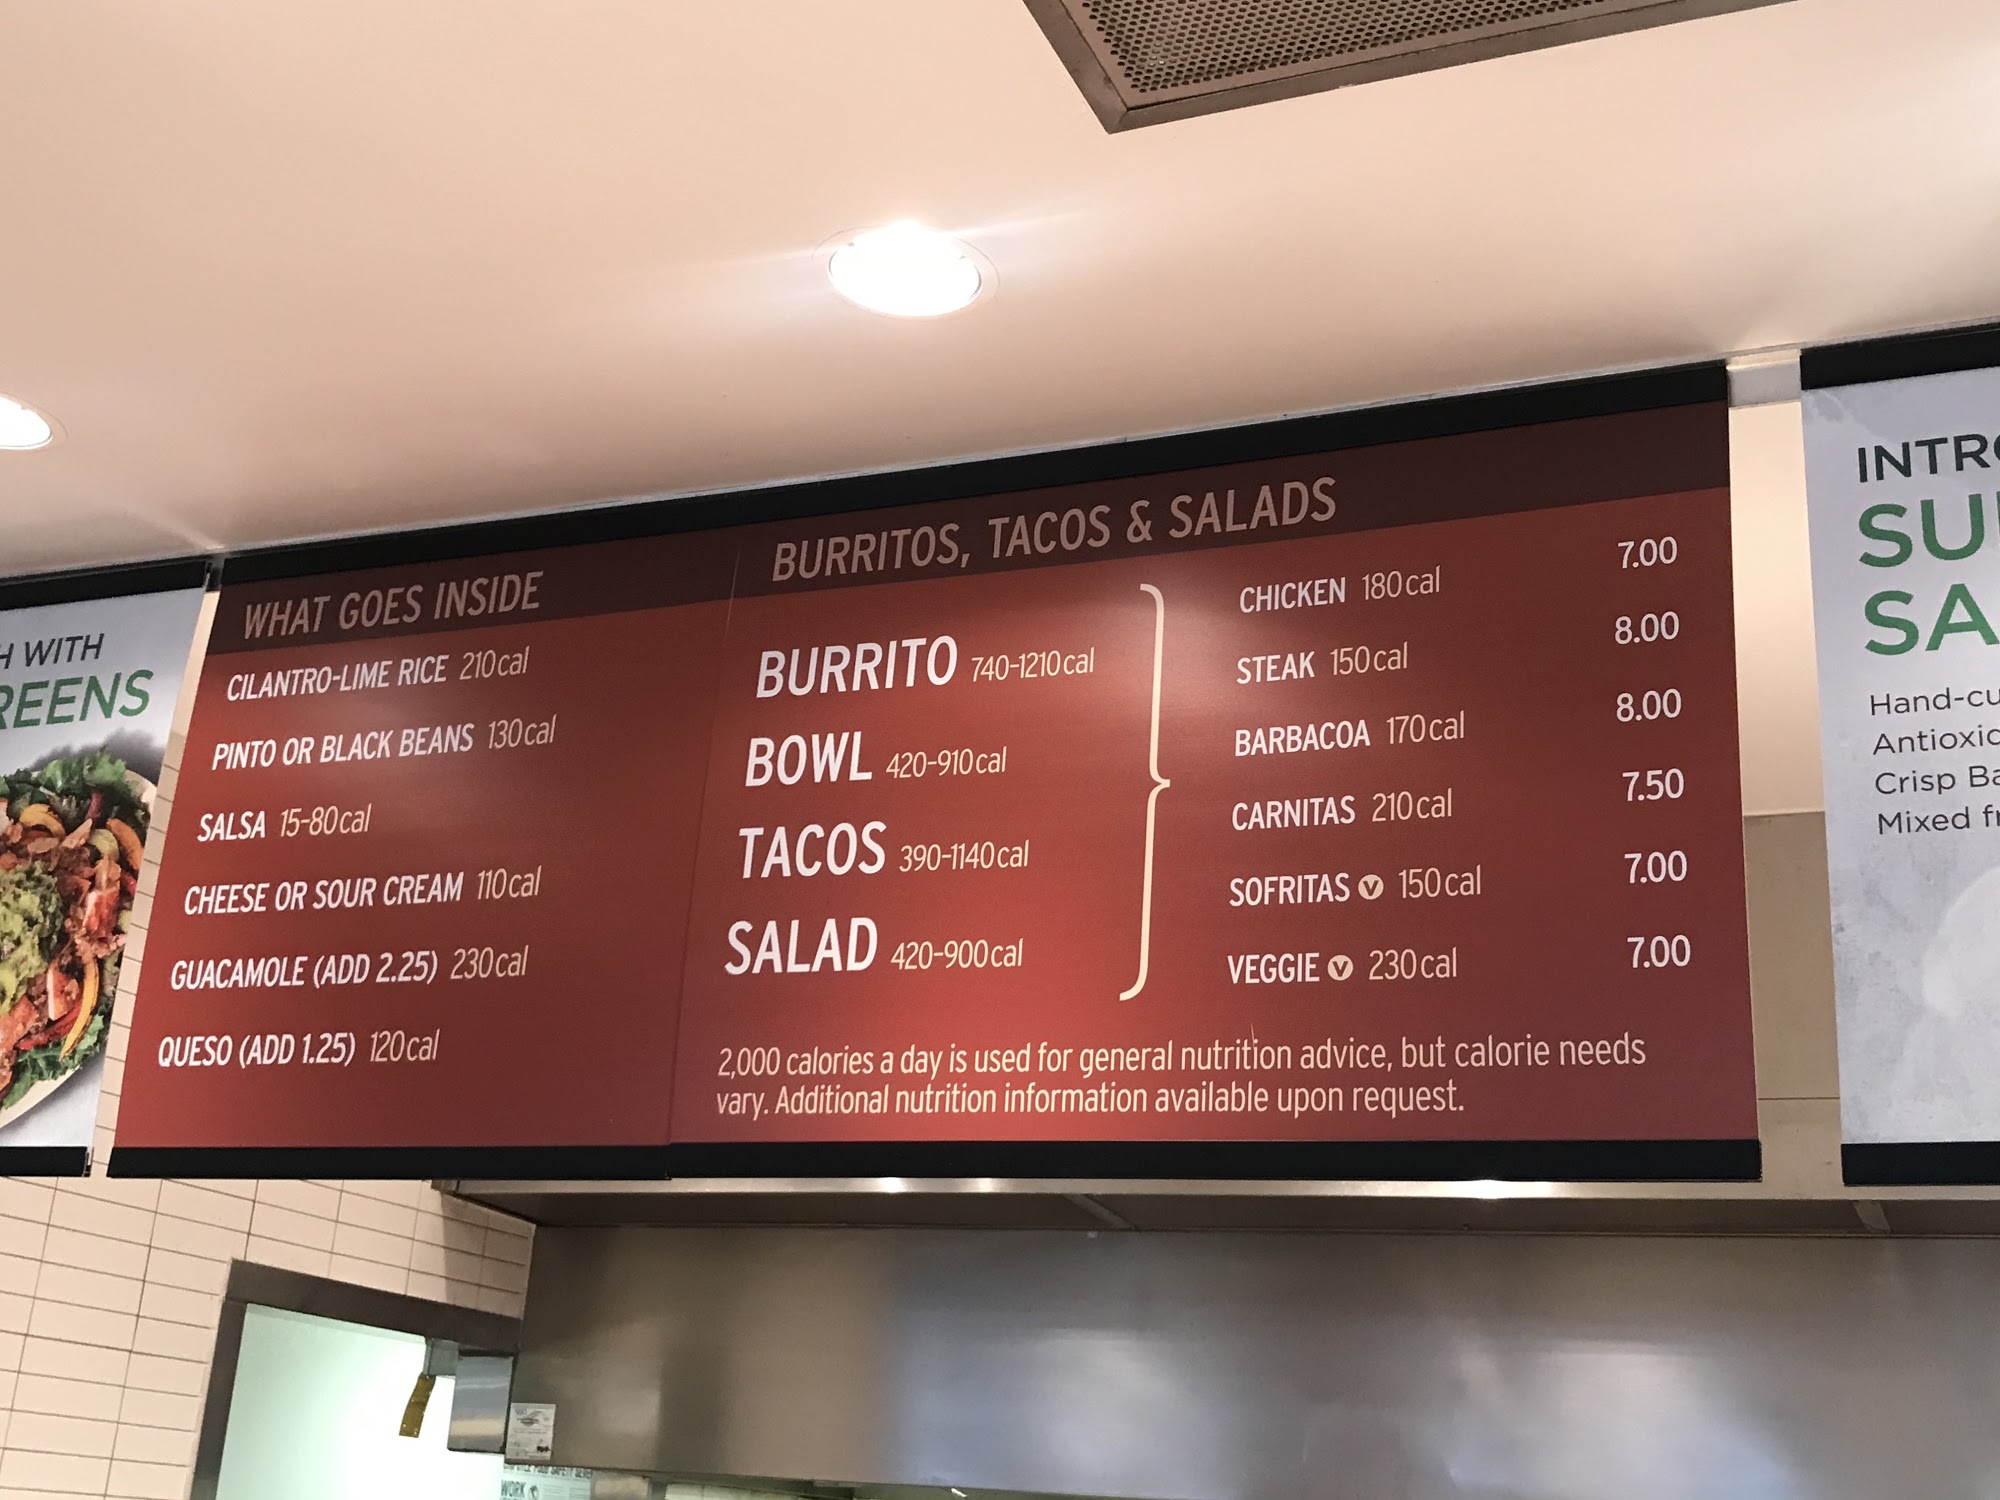 H WITH
REENS
WHAT GOES INSIDE
CILANTRO-LIME RICE 210cal
PINTO OR BLACK BEANS 130cal
SALSA 15-80cal
CHEESE OR SOUR CREAM 110cal
GUACAMOLE (ADD 2.25) 230cal
QUESO (ADD 1.25) 120cal
BURRITOS, TACOS & SALADS
BURRITO 740-1210cal
BOWL 420-910cal
TACOS 390-1140cal
SALAD 420-900cal
CHICKEN 180cal 7.00
STEAK 150cal 8.00
BARBACOA 170cal 8.00
CARNITAS 210cal 7.50
SOFRITAS V 150cal 7.00
VEGGIE V 230cal 7.00
2,000 calories a day is used for general nutrition advice, but calorie needs
vary. Additional nutrition information available upon request.
INTRO
SU
SA
Hand-cu
Antioxid
Crisp Ba
Mixed fr
WORK